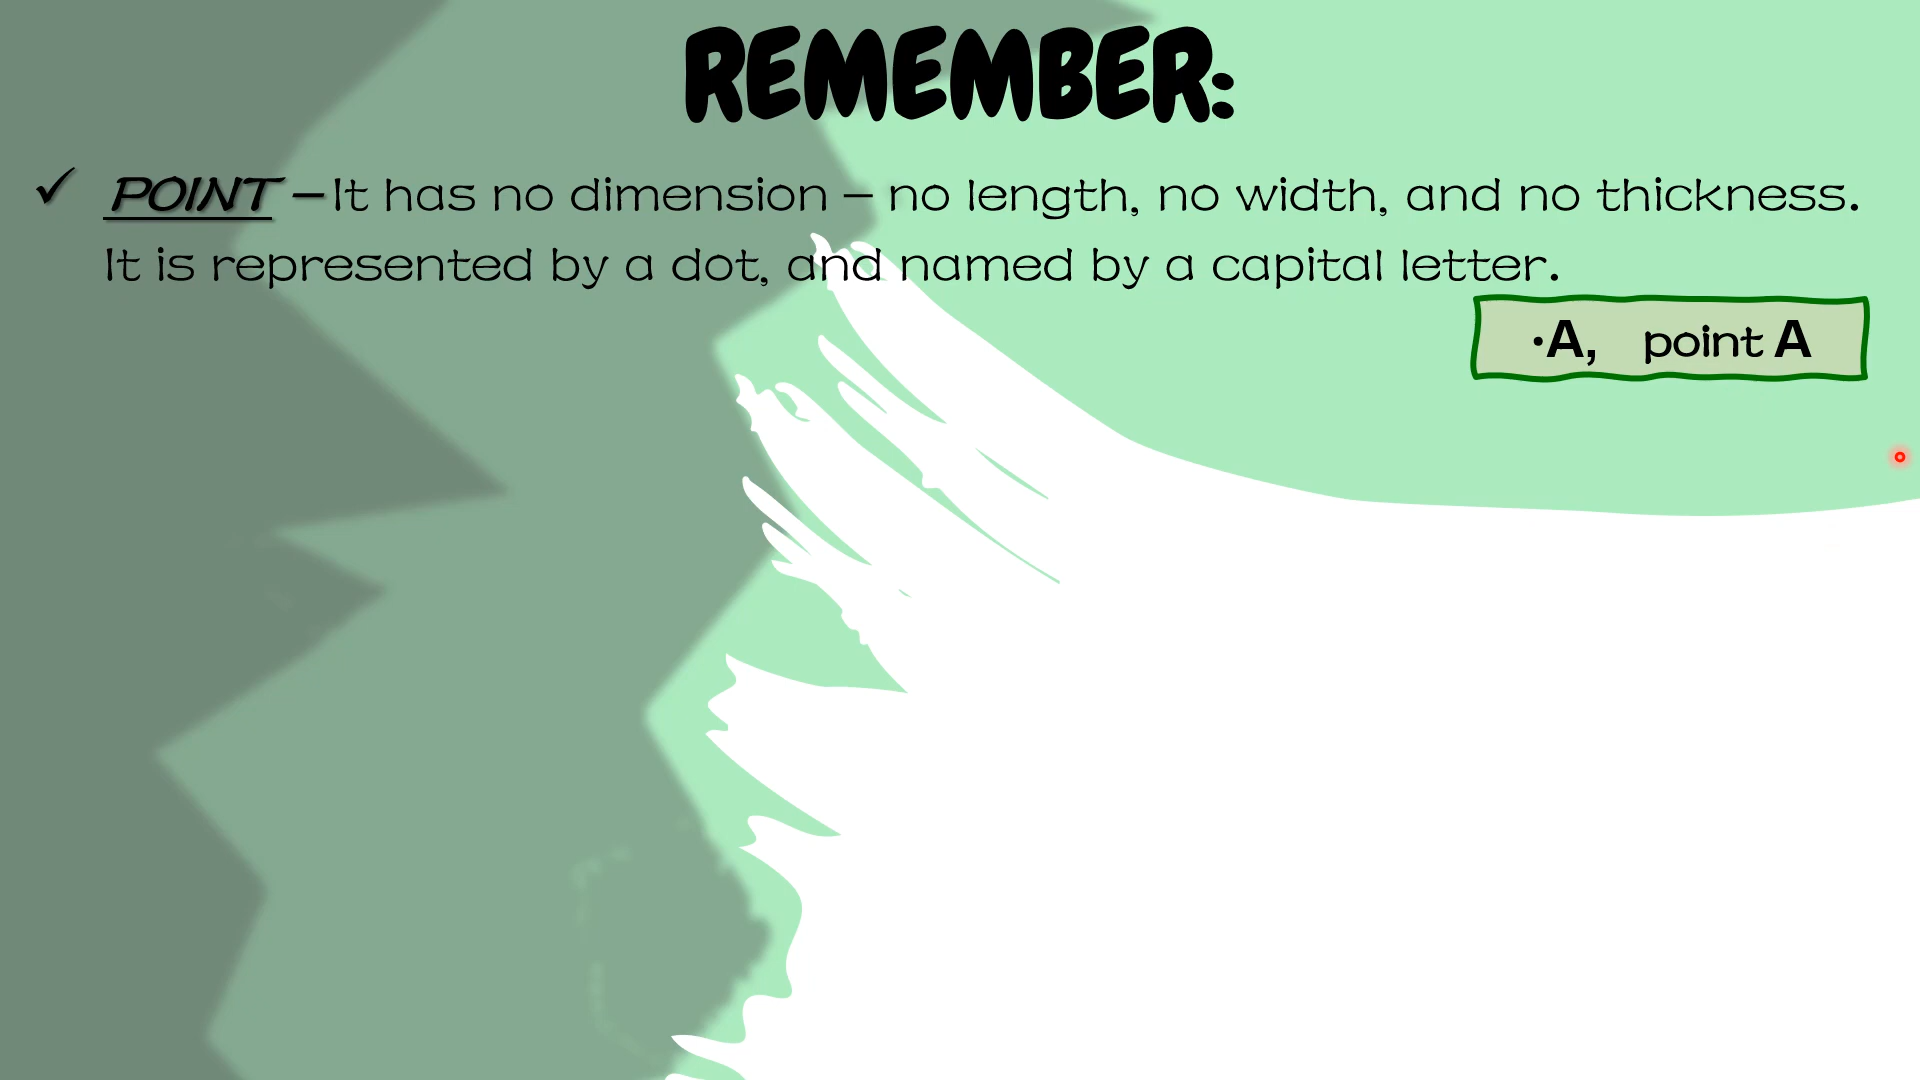 REMEMBER:
✓ POINT – It has no dimension – no length, no width, and no thickness.
It is represented by a dot, and named by a capital letter.
·A, point A